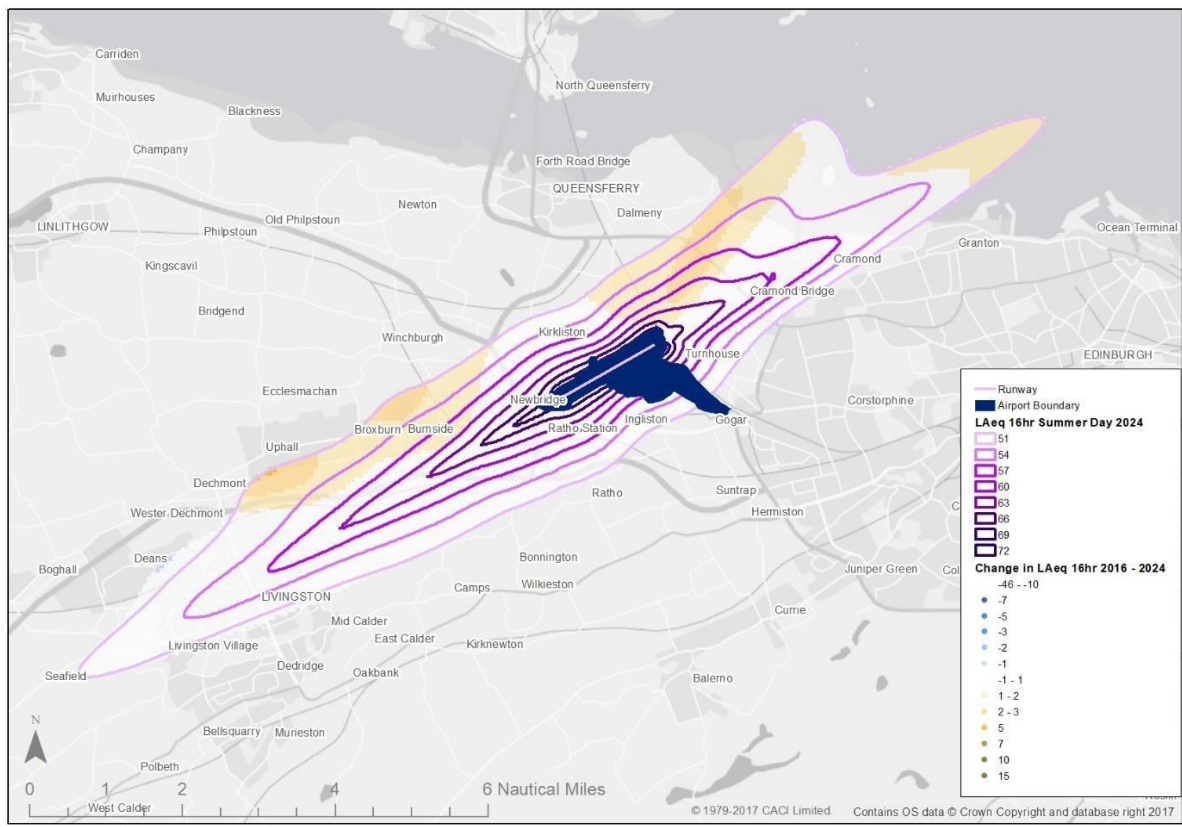 Carriden
Muirhouses
North Queensferry
Blackness
Champany
Forth Road Bridge
QUEENSFERRY
Newton
Dalmeny
Old Philpstoun
LINLITHGOW
Philpstoun
Ocean Terminal
Granton
Cramond
Kingscavil
Cramond Bridge
Bridgend
Kirkliston
Winchburgh
Turnhouse
EDINBURGH
Ecclesmachan
Newbridge
Corstorphine
Broxburn
Burnside
Ratho Station
Ingliston
Gogar
Uphall
Dechmont
Ratho
Suntrap
Wester Dechmont
Hermiston
Deans
Bonnington
Boghall
Juniper Green
Col
Camps
Wilkieston
LIVINGSTON
Currie
Mid Calder
East Calder
Kirknewton
Livingston Village
Dedridge
Oakbank
Seafield
Balerno
Bellsquarry
Murieston
Polbeth
West Calder
N
0 2 4 6 Nautical Miles
Runway
Airport Boundary
LAeq 16hr Summer Day 2024
51
54
57
60
63
66
69
72
Change in LAeq 16hr 2016 - 2024
-46 - -10
-7
-5
-3
-2
-1
-1 - 1
1 - 2
2 - 3
5
7
10
15
© 1979-2017 CACI Limited.
Contains OS data © Crown Copyright and database right 2017